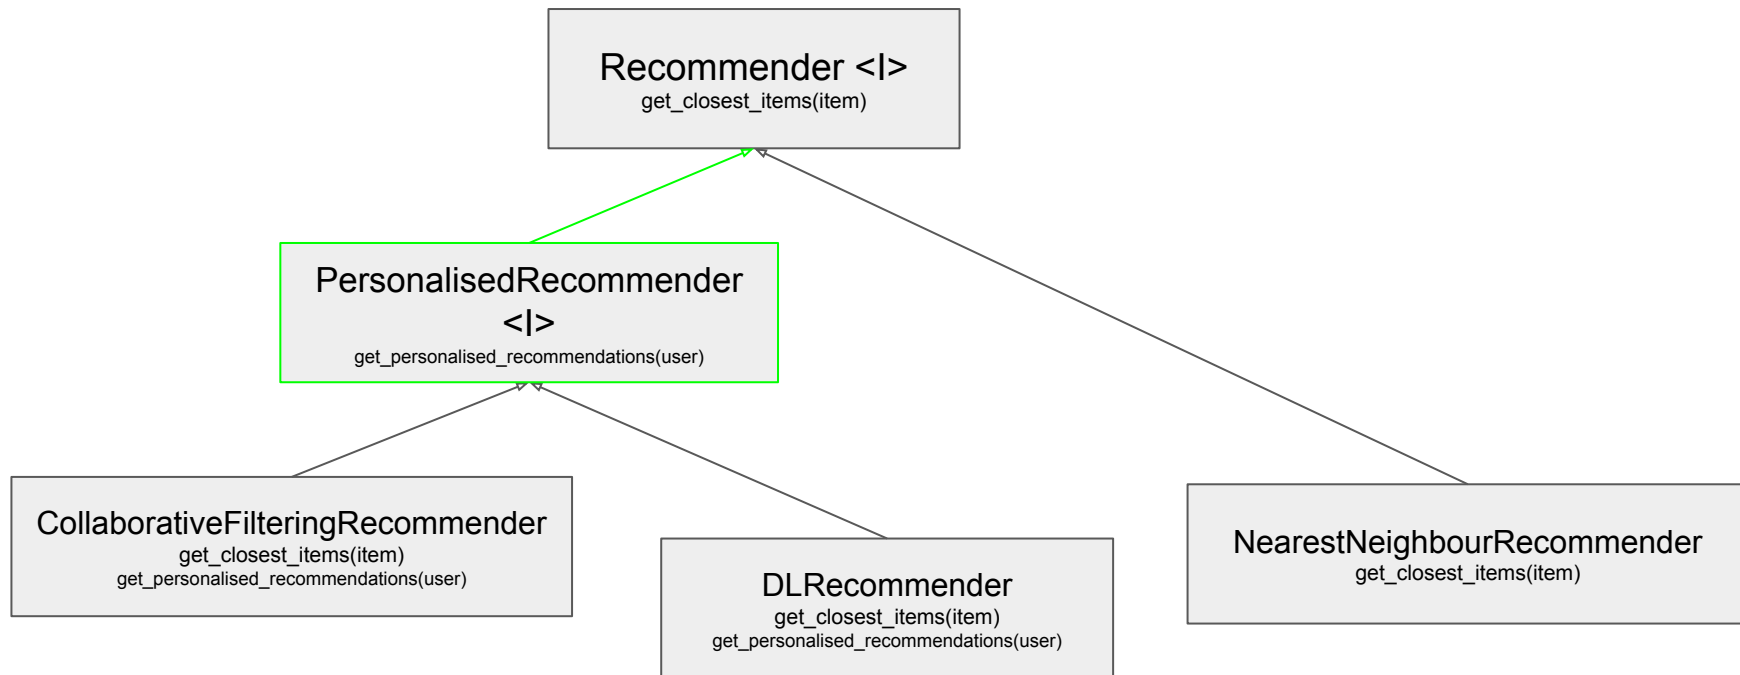 Recommender <I>
get_closest_items(item)
PersonalisedRecommender
<I>
get_personalised_recommendations(user)
CollaborativeFilteringRecommender
get_closest_items(item)
get_personalised_recommendations(user)
DLRecommender
get_closest_items(item)
get_personalised_recommendations(user)
NearestNeighbourRecommender
get_closest_items(item)